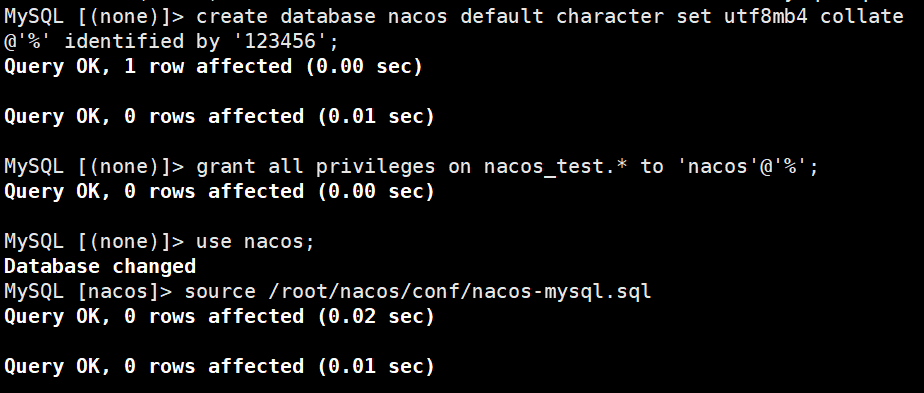 MySQL [(none)]> create database nacos default character set utf8mb4 collate
@'%' identified by '123456';
Query OK, 1 row affected (0.00 sec)
Query OK, 0 rows affected (0.01 sec)
MySQL [(none)]> grant all privileges on nacos_test.* to 'nacos'@'%';
Query OK, 0 rows affected (0.00 sec)
MySQL [(none)]> use nacos;
Database changed
MySQL [nacos]> source /root/nacos/conf/nacos-mysql.sql
Query OK, 0 rows affected (0.02 sec)
Query OK, 0 rows affected (0.01 sec)